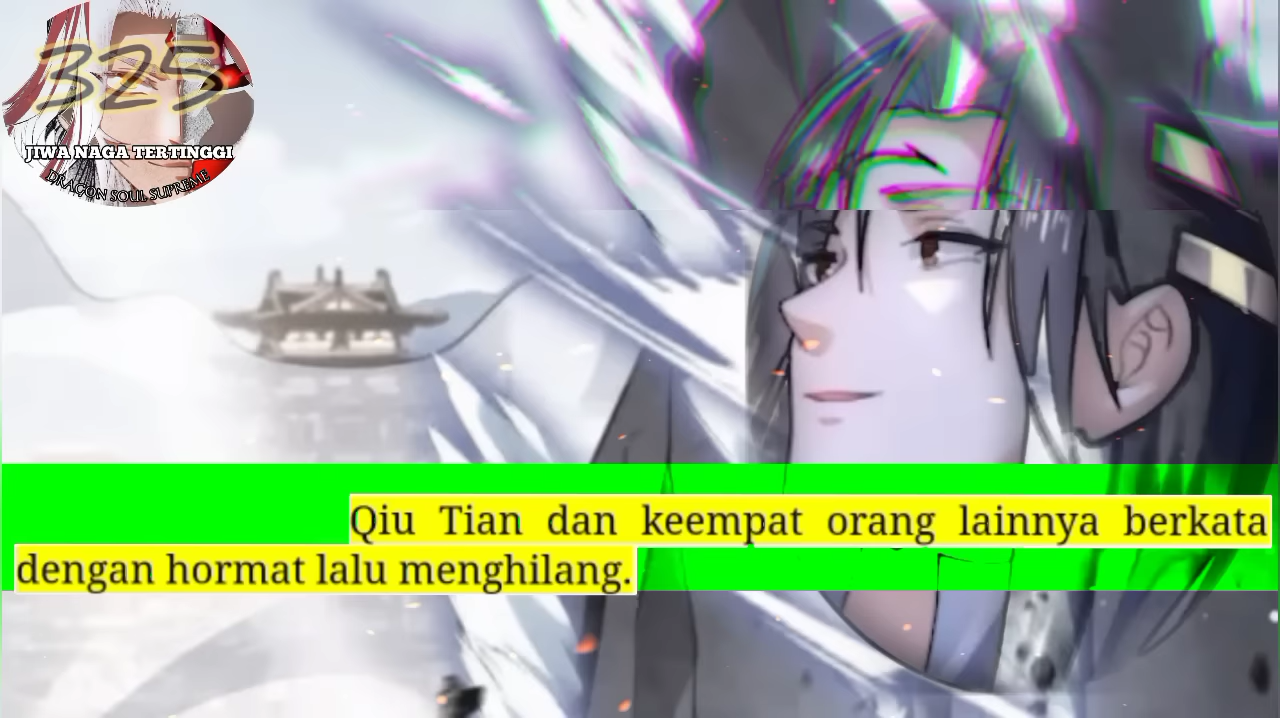 325
JIWA NAGA TERTINGGI
DRAGON SOUL SUPREME
Qiu Tian dan keempat orang lainnya berkata
dengan hormat lalu menghilang.